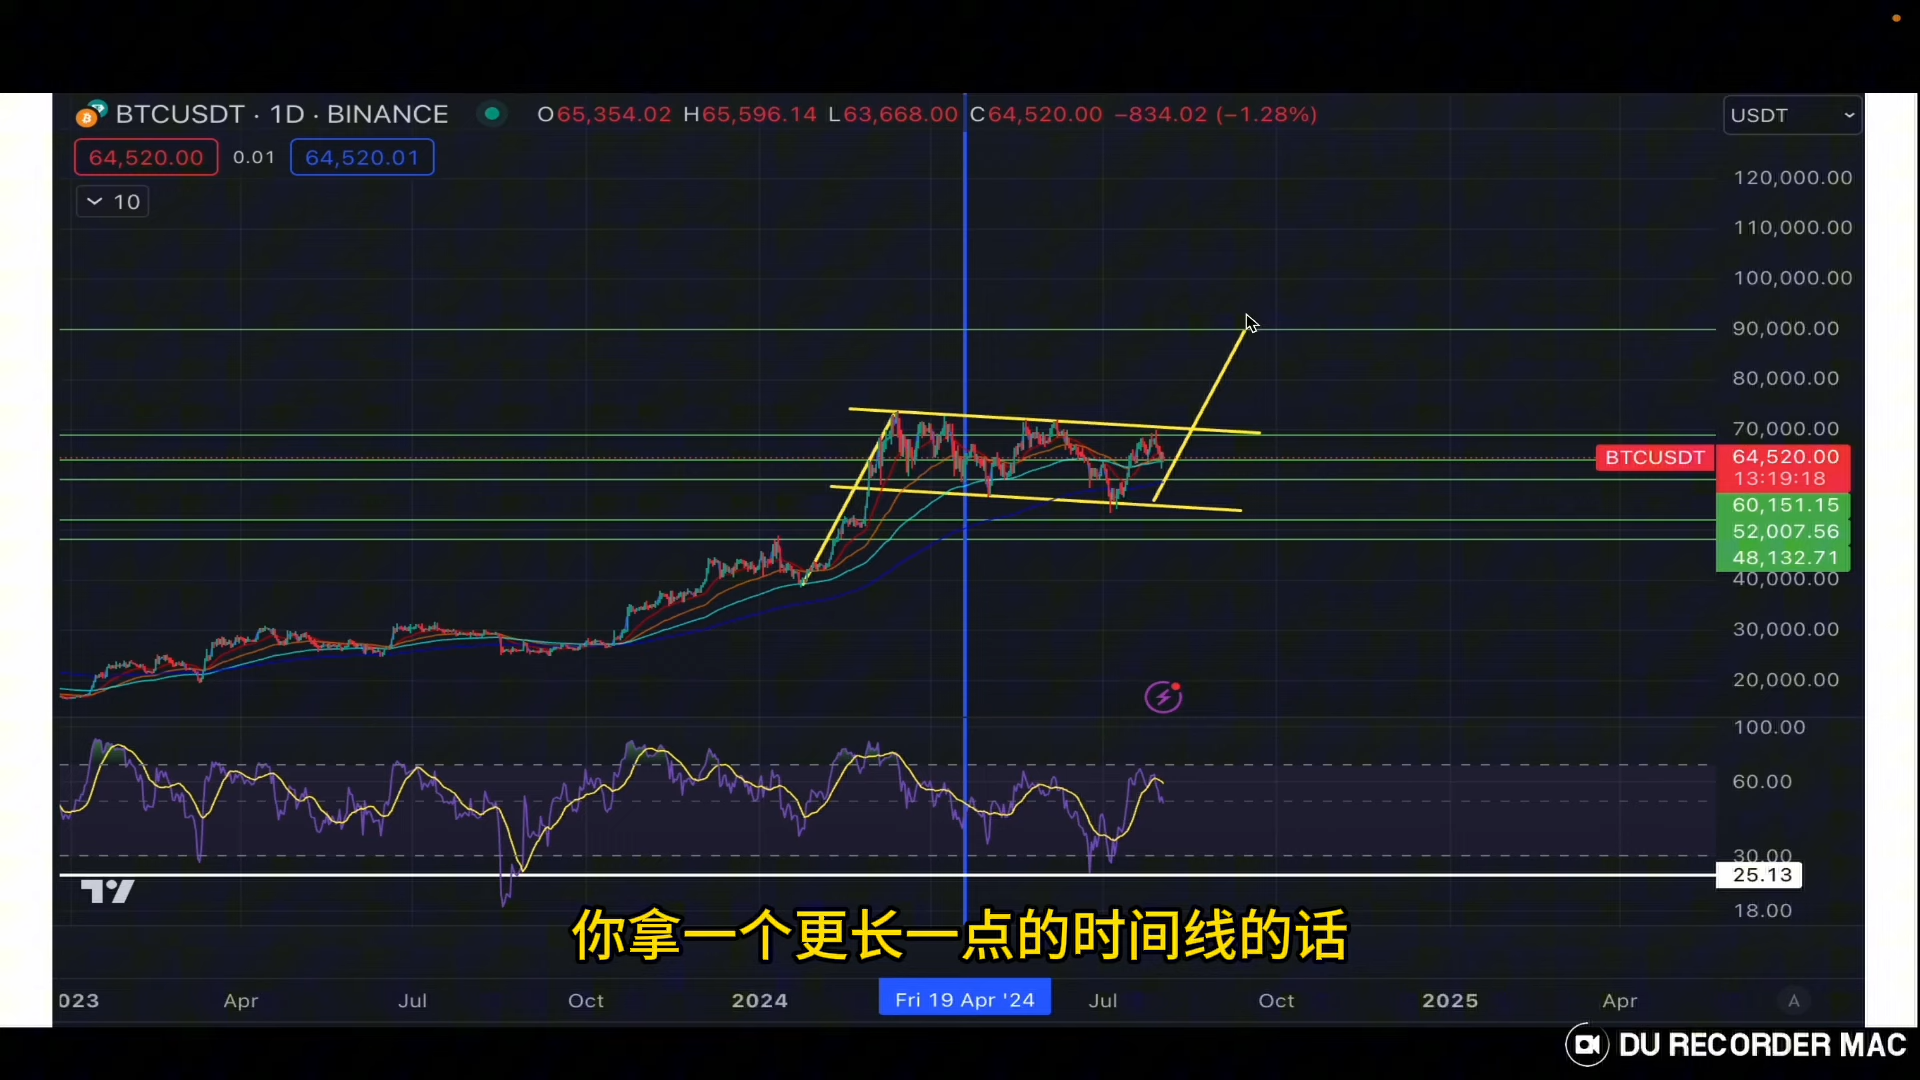 BTCUSDT · 1D · BINANCE
O65,354.02 H65,596.14 L63,668.00 C64,520.00 −834.02 (−1.28%)
USDT
64,520.00 0.01 64,520.01
10
120,000.00
110,000.00
100,000.00
90,000.00
80,000.00
70,000.00
BTCUSDT 64,520.00
13:19:18
60,151.15
52,007.56
48,132.71
40,000.00
30,000.00
20,000.00
100.00
60.00
30.00
25.13
18.00
你拿一个更长一点的时间线的话
023 Apr Jul Oct 2024 Fri 19 Apr '24 Jul Oct 2025 Apr A
DU RECORDER MAC